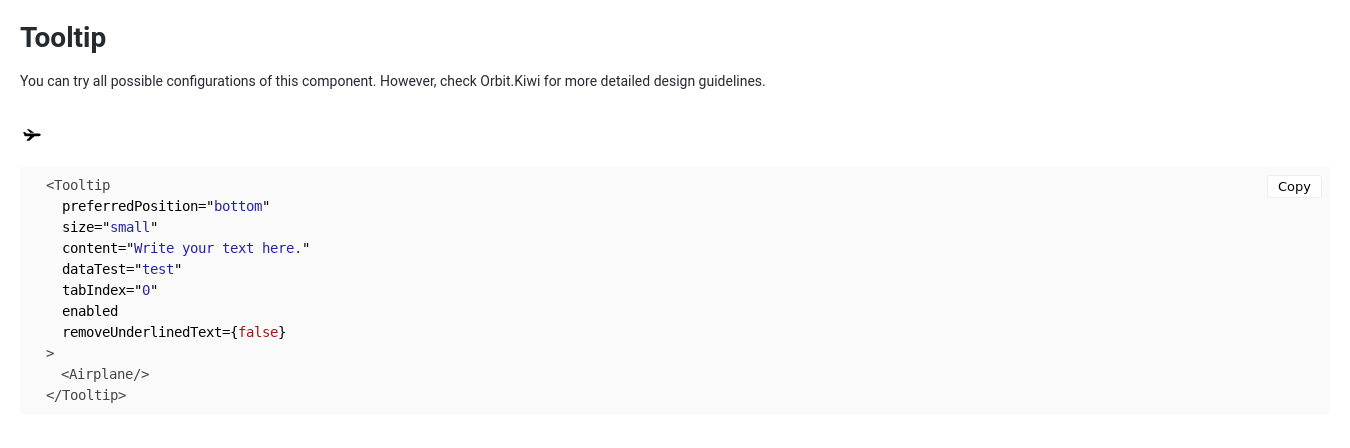 Tooltip
You can try all possible configurations of this component. However, check Orbit.Kiwi for more detailed design guidelines.
Copy
<Tooltip
preferredPosition="bottom"
size="small"
content="Write your text here."
dataTest="test"
tabIndex="0"
enabled
removeUnderlinedText={false}
>
<Airplane/>
</Tooltip>